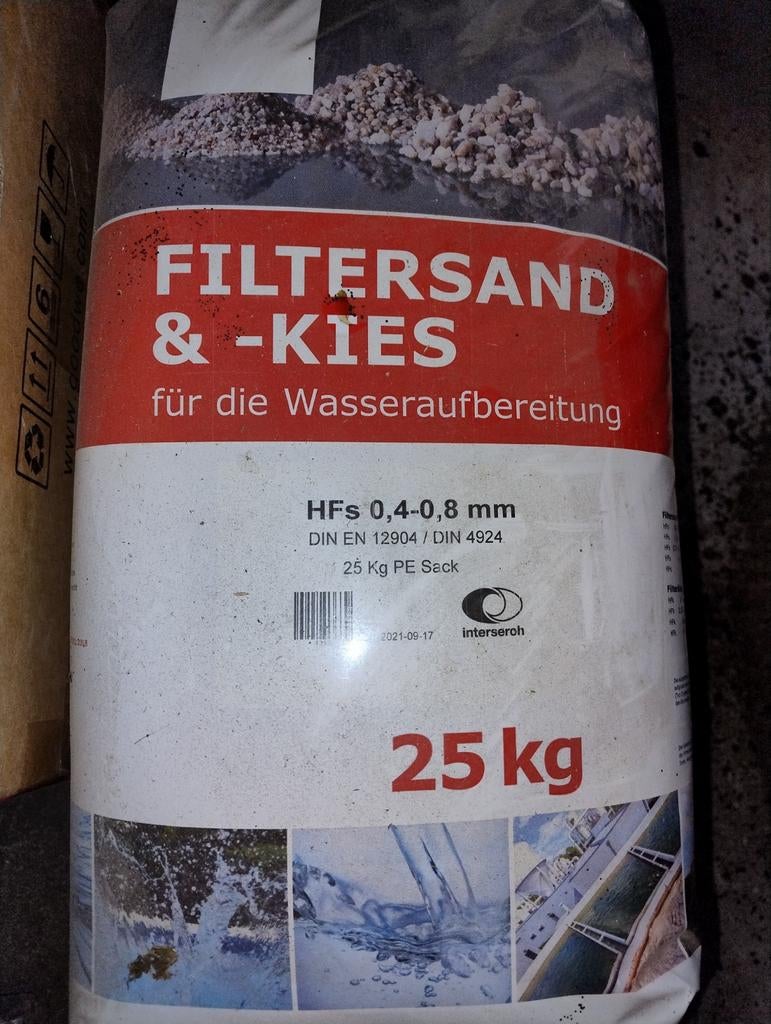 FILTERSAND
& -KIES
für die Wasseraufbereitung
HFs 0,4-0,8 mm
DIN EN 12904 / DIN 4924
25 Kg PE Sack
2021-09-17
interseroh
25 kg